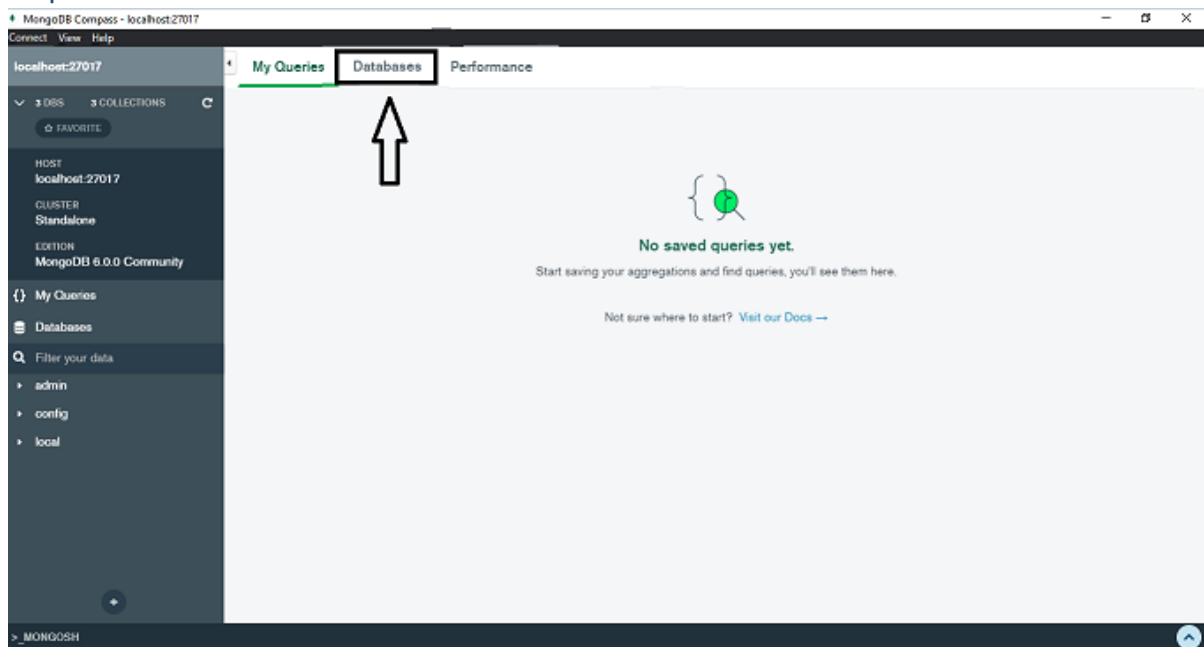 MongoDB Compass - localhost:27017
Connect View Help
localhost:27017
My Queries Databases Performance
3 DBS 3 COLLECTIONS
FAVORITE
HOST
localhost:27017
CLUSTER
Standalone
EDITION
MongoDB 6.0.0 Community
{} My Queries
Databases
Filter your data
admin
config
local
No saved queries yet.
Start saving your aggregations and find queries, you'll see them here.
Not sure where to start? Visit our Docs →
>_MONGOSH